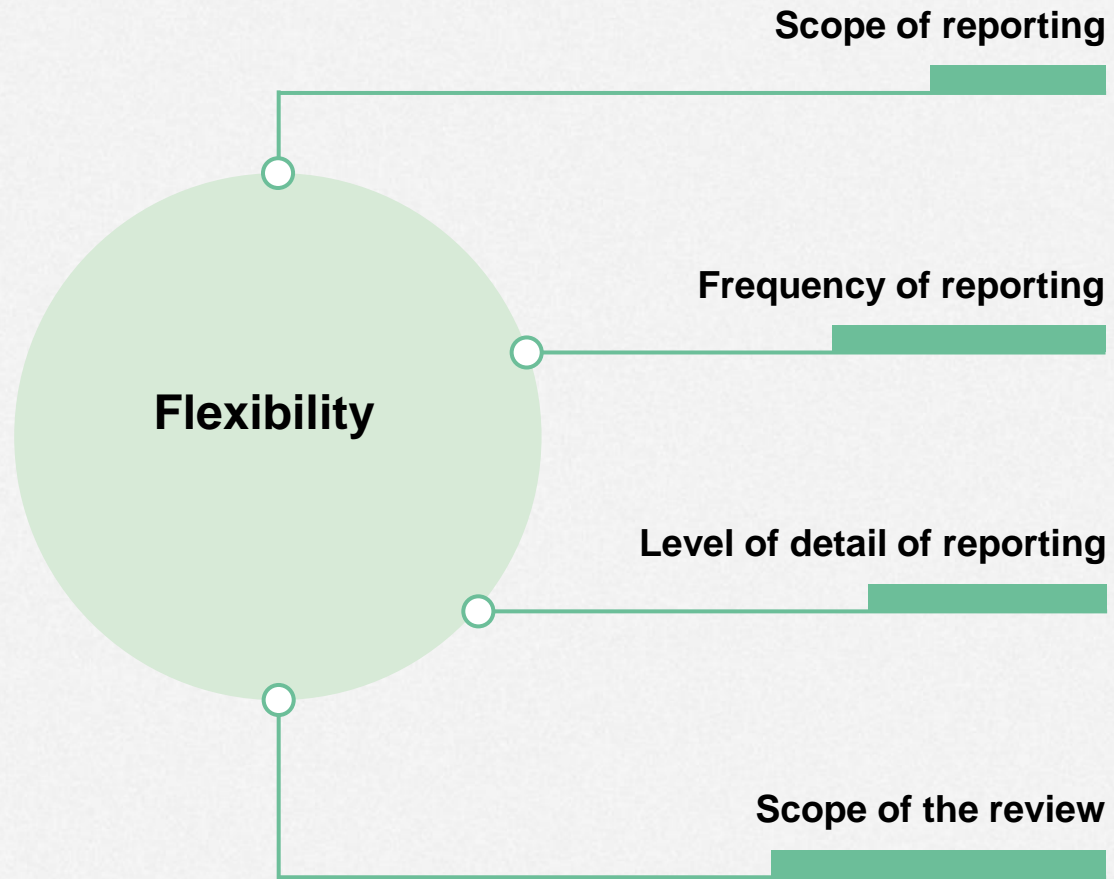 Scope of reporting
Frequency of reporting
Flexibility
Level of detail of reporting
Scope of the review